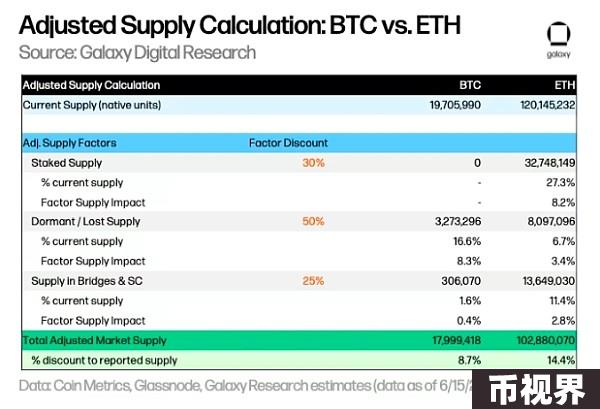 Adjusted Supply Calculation: BTC vs. ETH
Source: Galaxy Digital Research
galaxy
Adjusted Supply Calculation BTC ETH
Current Supply (native units) 19,705,990 120,145,232
Adj. Supply Factors Factor Discount
Staked Supply 30% 0 32,748,149
% current supply - 27.3%
Factor Supply Impact - 8.2%
Dormant / Lost Supply 50% 3,273,296 8,097,096
% current supply 16.6% 6.7%
Factor Supply Impact 8.3% 3.4%
Supply in Bridges & SC 25% 306,070 13,649,030
% current supply 1.6% 11.4%
Factor Supply Impact 0.4% 2.8%
Total Adjusted Market Supply 17,999,418 102,880,070
% discount to reported supply 8.7% 14.4%
Data: Coin Metrics, Glassnode, Galaxy Research estimates (data as of 6/15/2
币视界